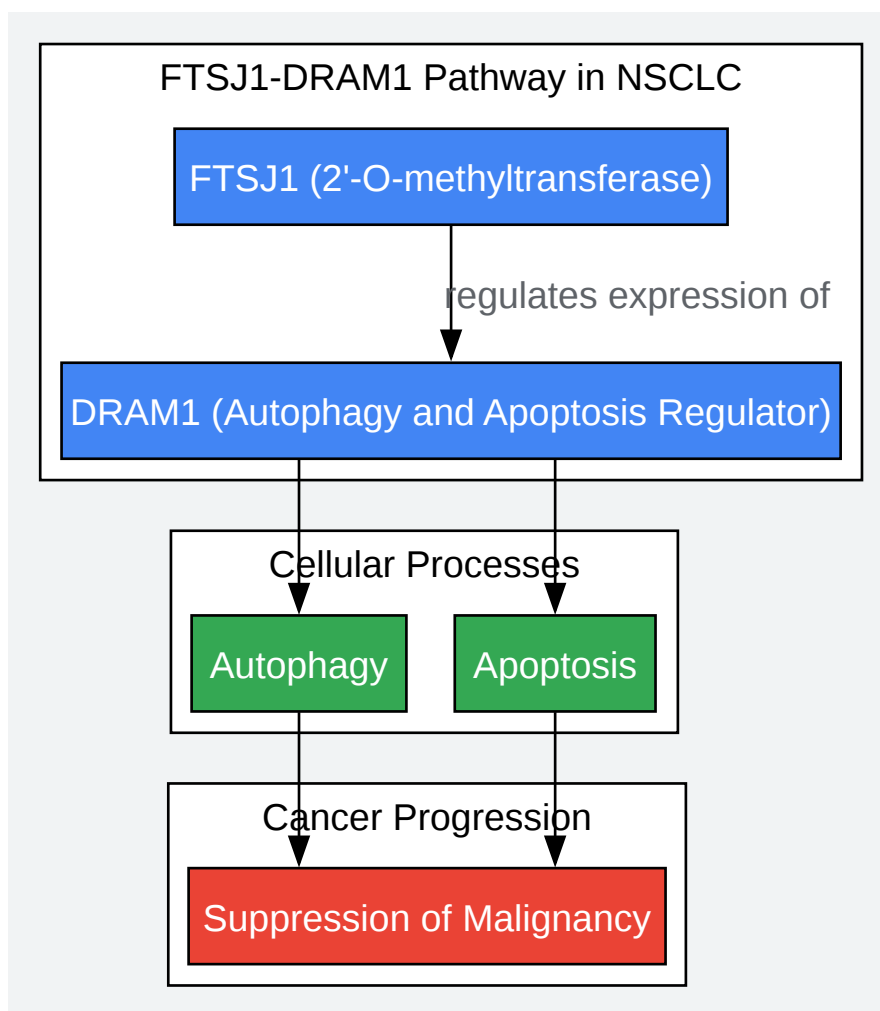 FTSJ1-DRAM1 Pathway in NSCLC
FTSJ1 (2'-O-methyltransferase)
regulates expression of
DRAM1 (Autophagy and Apoptosis Regulator)
Cellular Processes
Autophagy
Apoptosis
Cancer Progression
Suppression of Malignancy